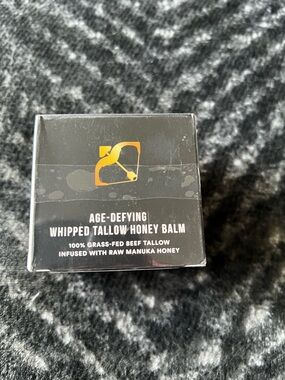 AGE-DEFYING
WHIPPED TALLOW HONEY BALM
100% GRASS-FED BEEF TALLOW
INFUSED WITH RAW MANUKA HONEY